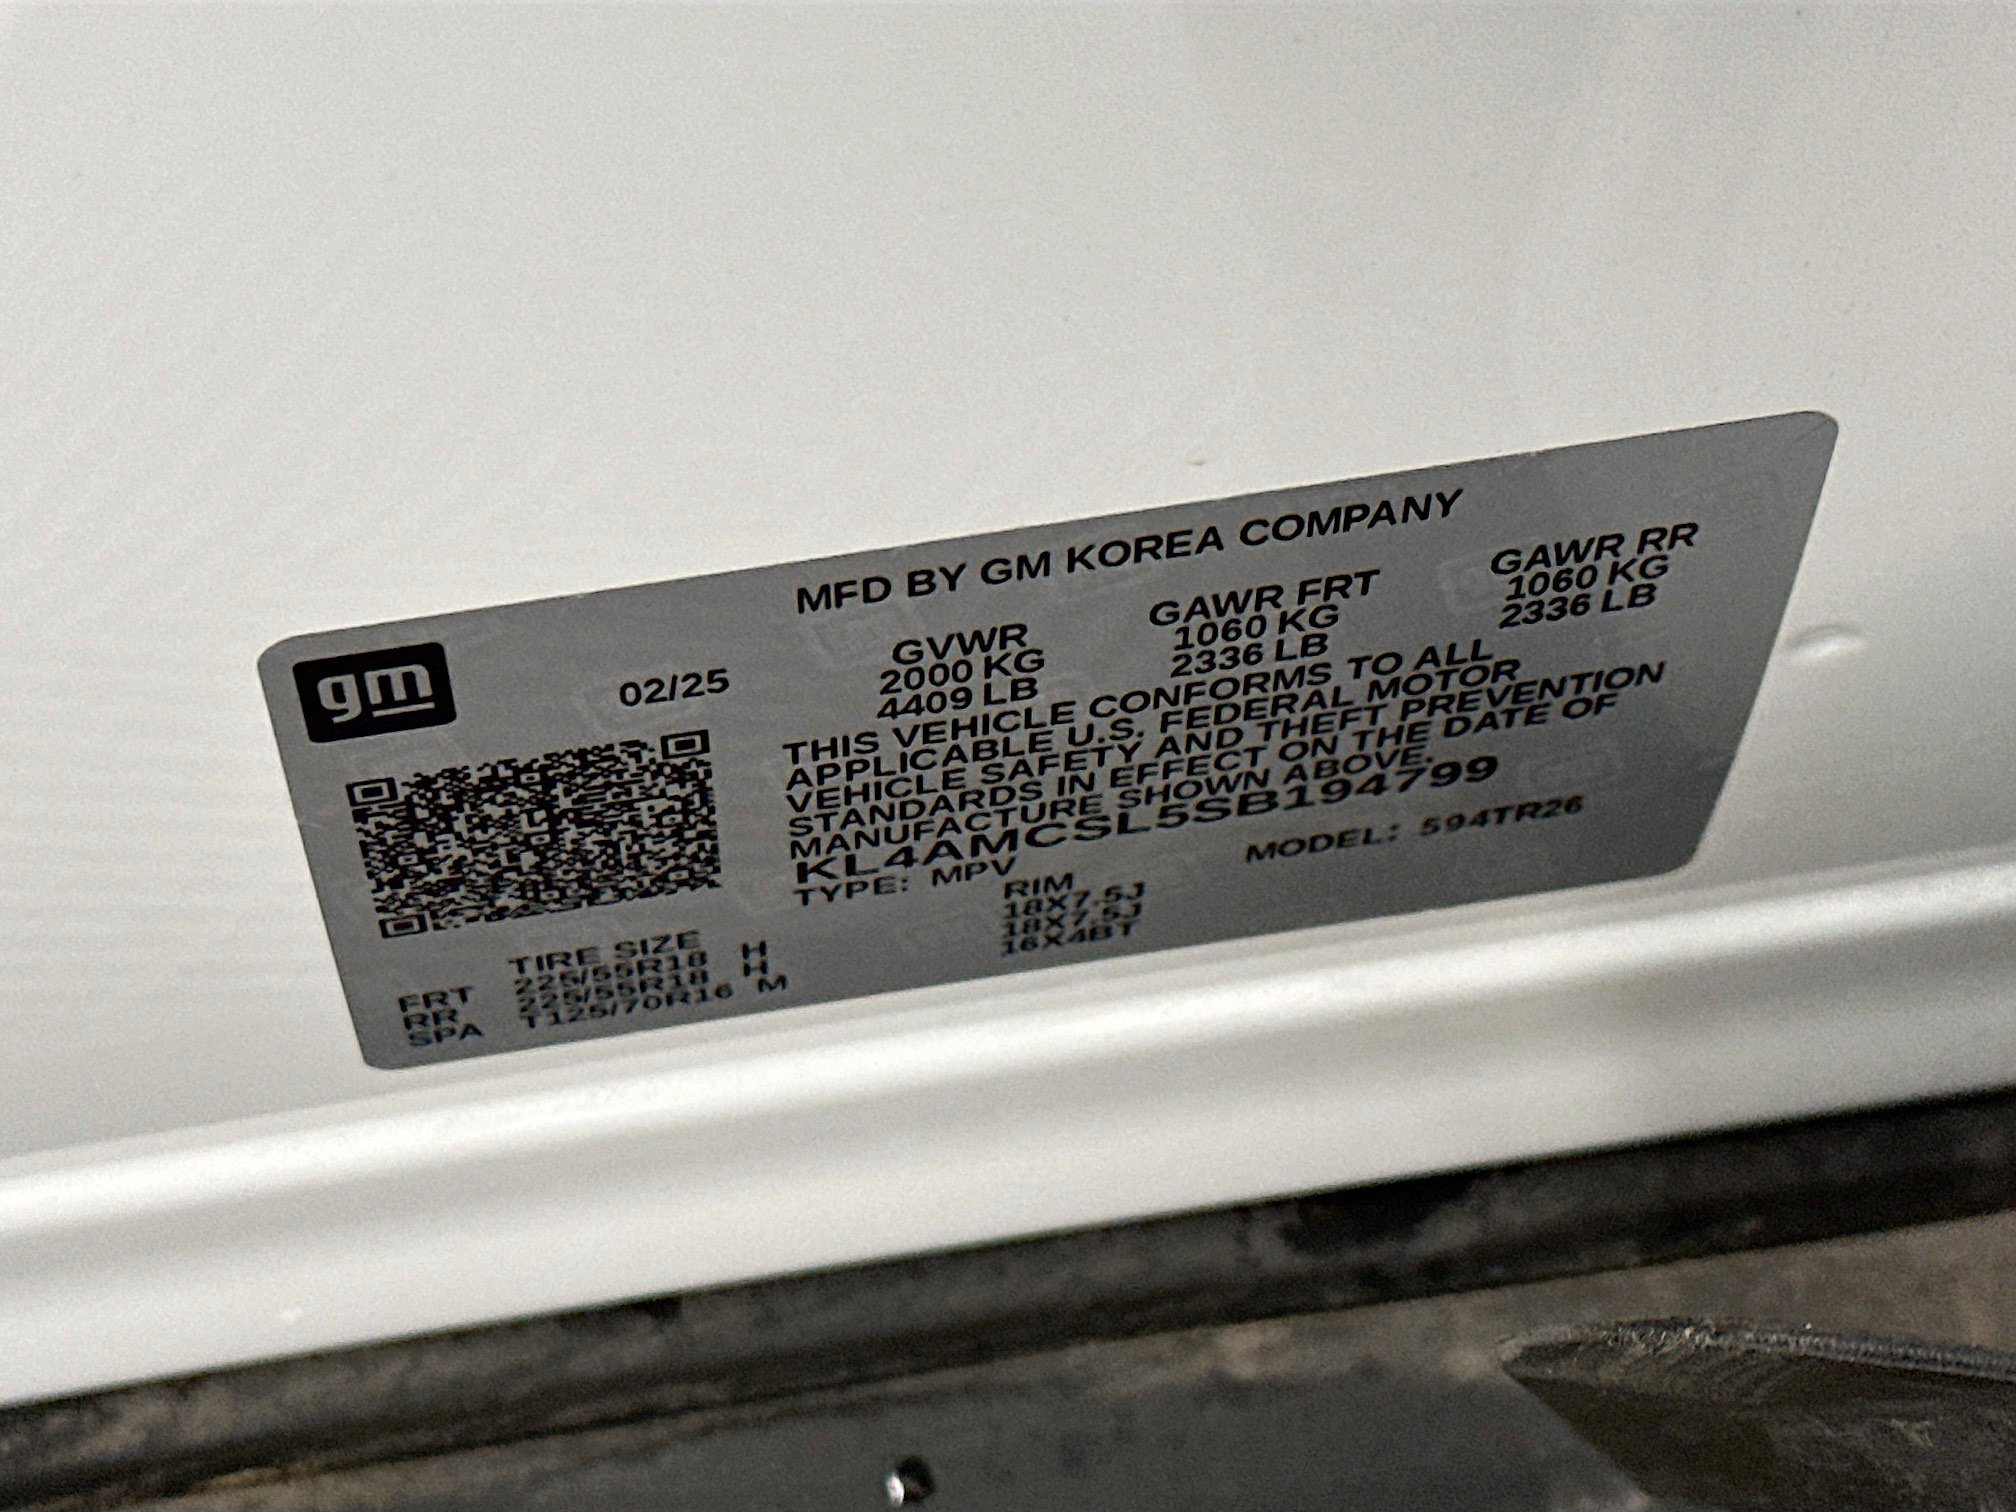 MFD BY GM KOREA COMPANY
gm
02/25
GVWR GAWR FRT GAWR RR
2000 KG 1060 KG 1060 KG
4409 LB 2336 LB 2336 LB
THIS VEHICLE CONFORMS TO ALL
APPLICABLE U.S. FEDERAL MOTOR
VEHICLE SAFETY AND THEFT PREVENTION
STANDARDS IN EFFECT ON THE DATE OF
MANUFACTURE SHOWN ABOVE.
KL4AMCSL5SB194799
TYPE: MPV MODEL: 594TR26
TIRE SIZE RIM
FRT 225/55R18 H 18X7.5J
RR 225/55R18 H 18X7.5J
SPA T125/70R16 M 16X4BT